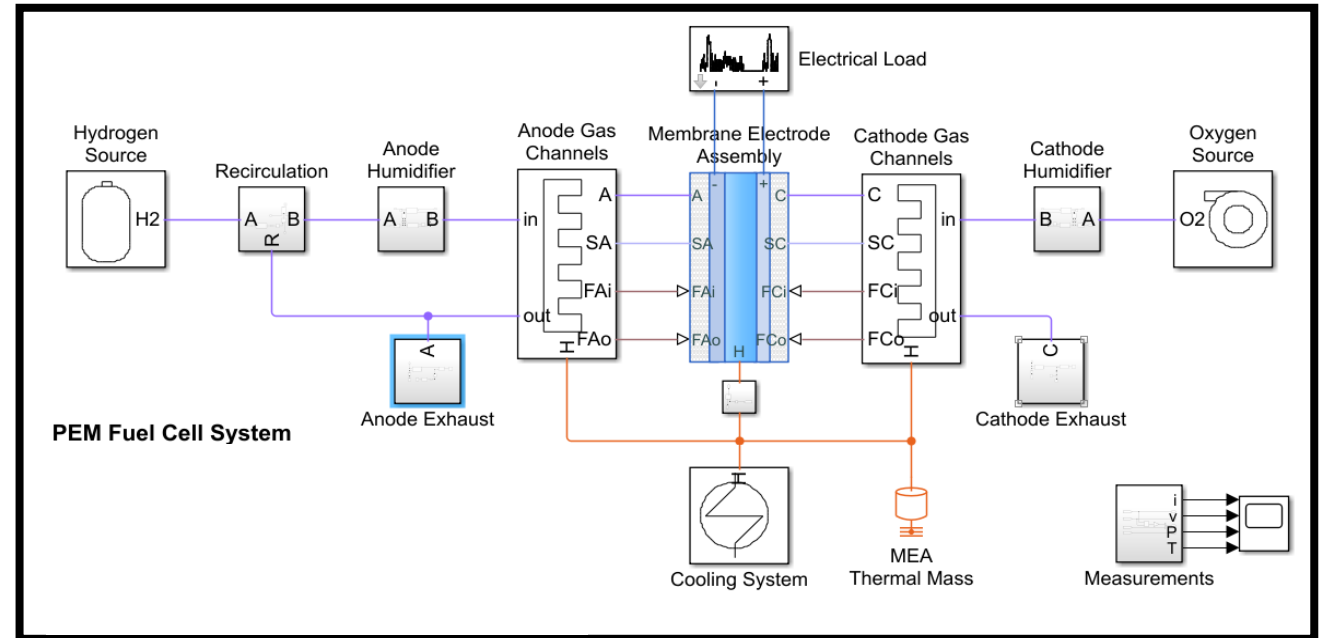 Electrical Load
-
+
Hydrogen
Source
Recirculation
Anode
Humidifier
Anode Gas
Channels
Membrane Electrode
Assembly
Cathode Gas
Channels
Cathode
Humidifier
Oxygen
Source
H2
A
B
R
A
B
in
out
A
SA
FAi
FAo
H
-
+
A
SA
FAi
FAo
C
SC
FCi
FCo
H
C
SC
FCi
FCo
in
out
H
B
A
O2
A
Anode Exhaust
C
Cathode Exhaust
PEM Fuel Cell System
H
Cooling System
MEA
Thermal Mass
i
v
P
T
Measurements